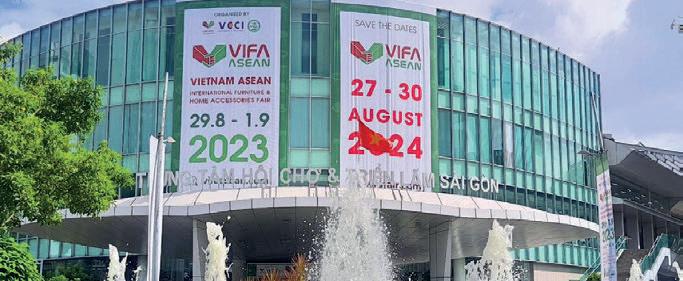 ORGANISED BY
VCCI
VIFA
ASEAN
VIETNAM ASEAN
INTERNATIONAL FURNITURE &
HOME ACCESSORIES FAIR
29.8 - 1.9
2023
SAVE THE DATES
VIFA
ASEAN
27 - 30
AUGUST
2024
TRUNG TÂM HỘI CHỢ & TRIỂN LÃM SÀI GÒN